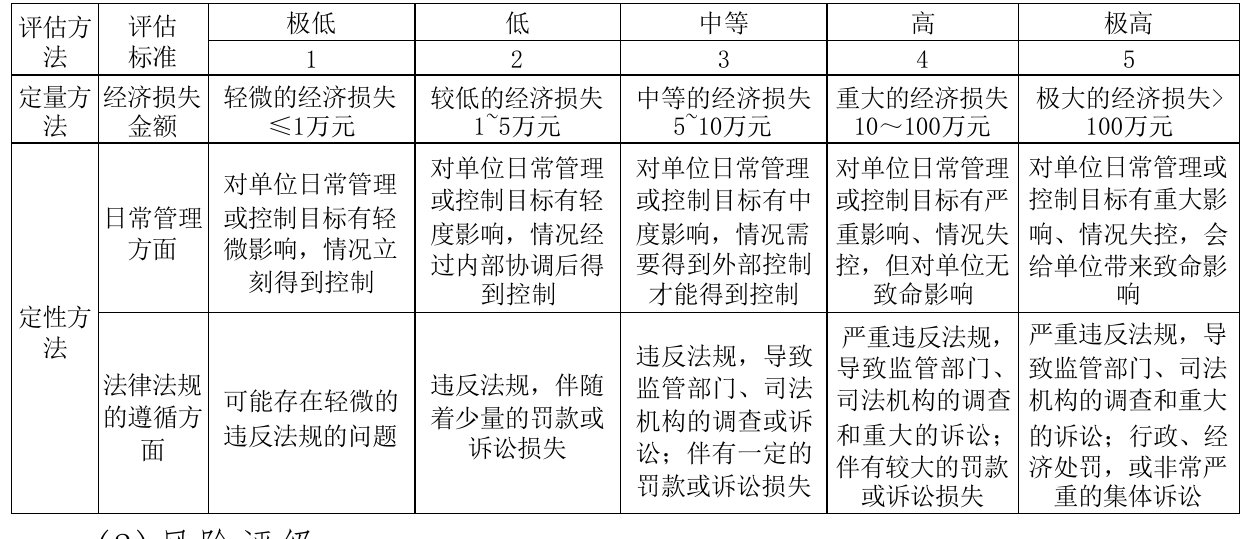 评估方法
评估标准
极低
低
中等
高
极高
1
2
3
4
5
定量方法
经济损失金额
轻微的经济损失
≤1万元
较低的经济损失
1~5万元
中等的经济损失
5~10万元
重大的经济损失
10～100万元
极大的经济损失>
100万元
定性方法
日常管理
方面
对单位日常管理
或控制目标有轻
微影响，情况立
刻得到控制
对单位日常管理
或控制目标有轻
度影响，情况经
过内部协调后得
到控制
对单位日常管理
或控制目标有中
度影响，情况需
要得到外部控制
才能得到控制
对单位日常管理
或控制目标有严
重影响、情况失
控，但对单位无
致命影响
对单位日常管理或
控制目标有重大影
响、情况失控，会
给单位带来致命影
响
法律法规
的遵循方
面
可能存在轻微的
违反法规的问题
违反法规，伴随
着少量的罚款或
诉讼损失
违反法规，导致
监管部门、司法
机构的调查或诉
讼；伴有一定的
罚款或诉讼损失
严重违反法规，
导致监管部门、
司法机构的调查
和重大的诉讼；
伴有较大的罚款
或诉讼损失
严重违反法规，导
致监管部门、司法
机构的调查和重大
的诉讼；行政、经
济处罚，或非常严
重的集体诉讼